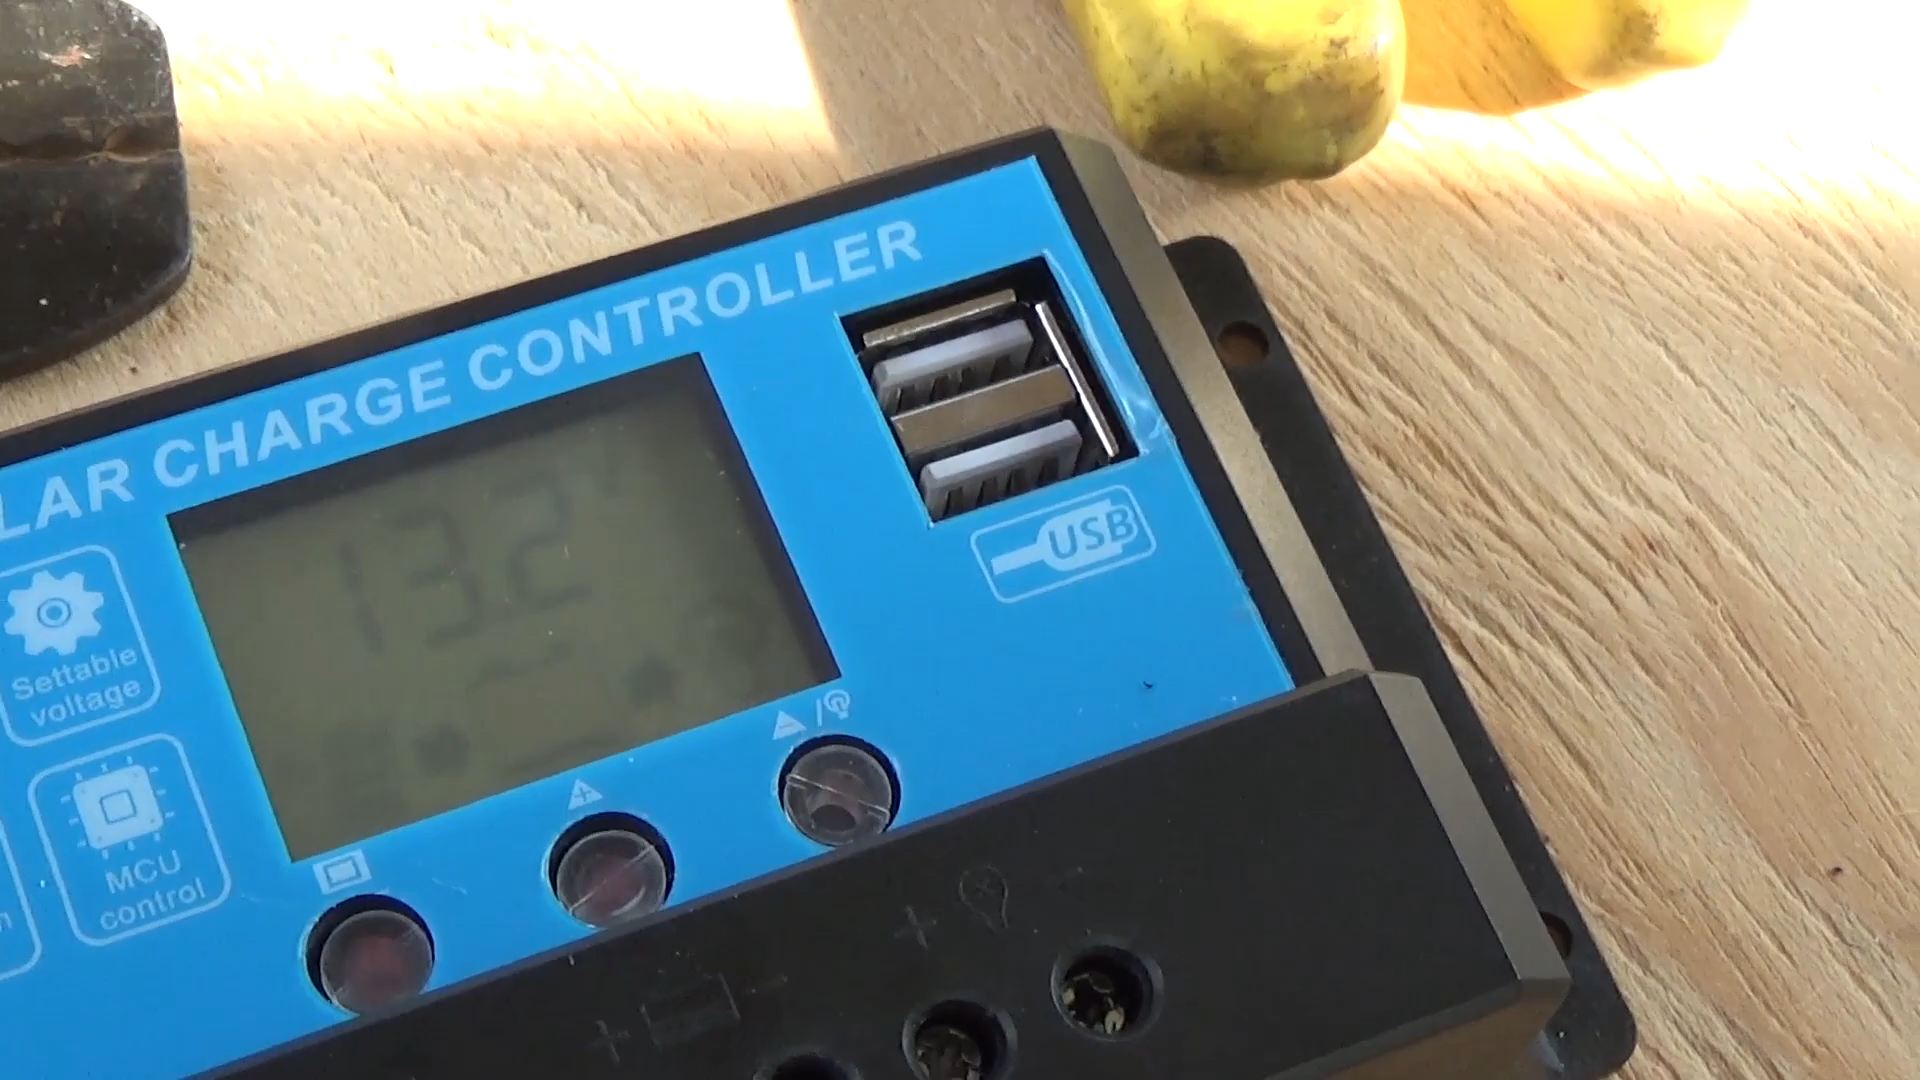 LAR CHARGE CONTROLLER
13.2 V
USB
Settable
voltage
MCU
control